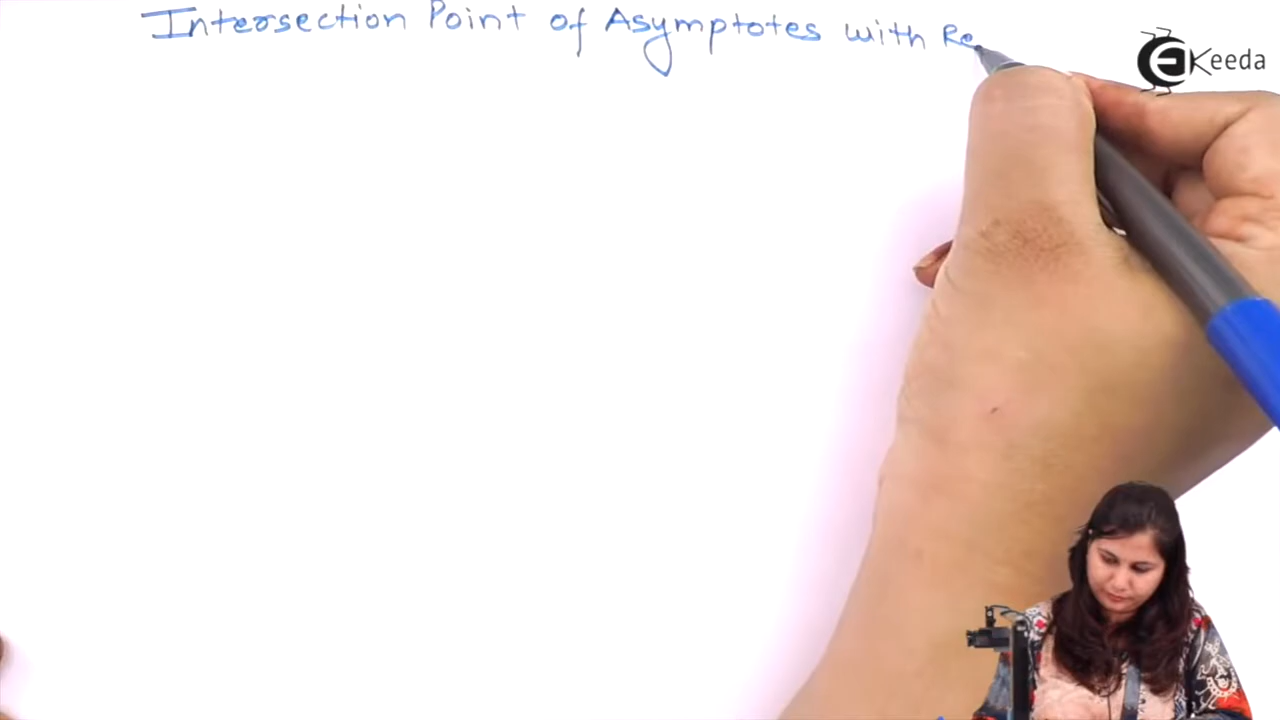 Intersection Point of Asymptotes with Re
EKeeda